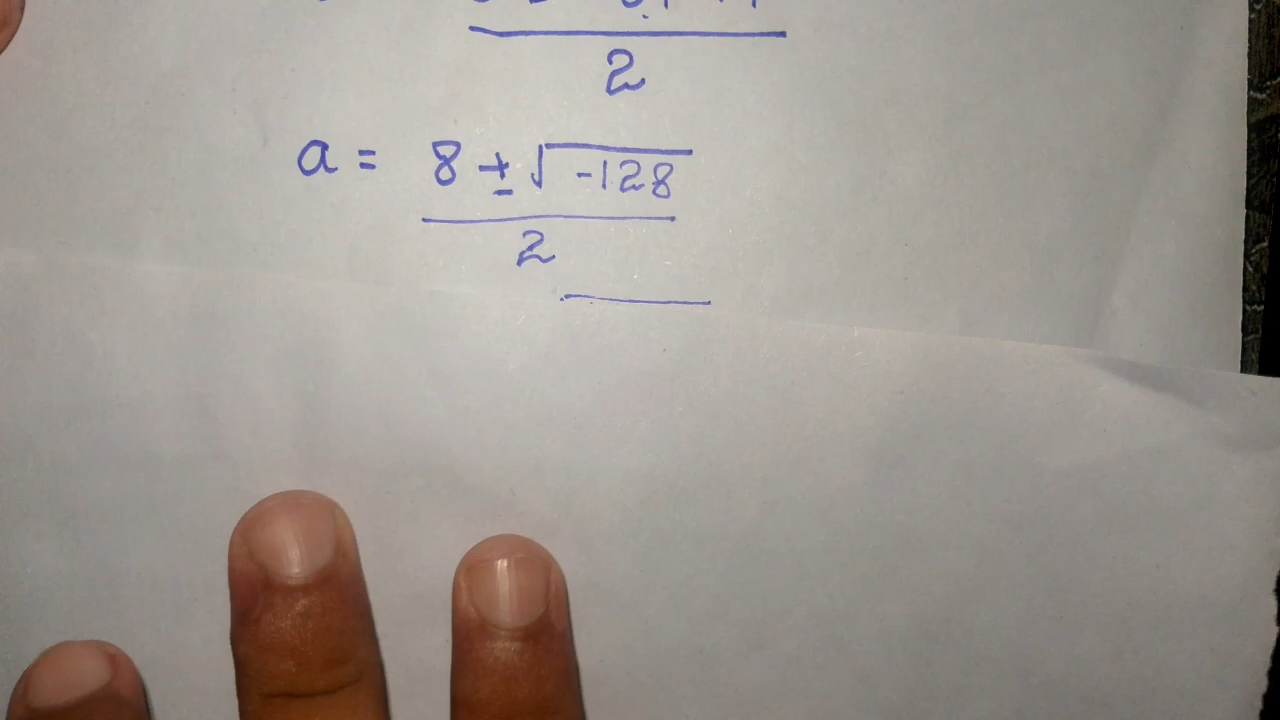 2
a = 8 ± √-128
2